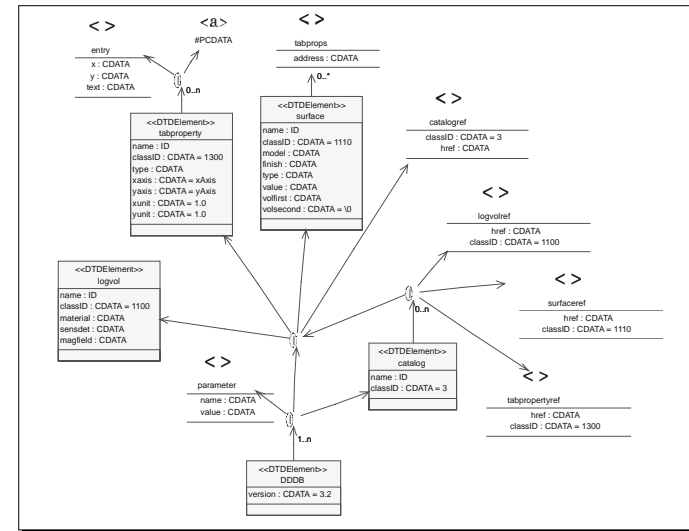 < >
<a>
< >
entry
x : CDATA
y : CDATA
text : CDATA
#PCDATA
0..n
tabprops
address : CDATA
0..*
<<DTDElement>>
tabproperty
name : ID
classID : CDATA = 1300
type : CDATA
xaxis : CDATA = xAxis
yaxis : CDATA = yAxis
xunit : CDATA = 1.0
yunit : CDATA = 1.0
<<DTDElement>>
surface
name : ID
classID : CDATA = 1110
model : CDATA
finish : CDATA
type : CDATA
value : CDATA
volfirst : CDATA
volsecond : CDATA = \0
< >
catalogref
classID : CDATA = 3
href : CDATA
< >
logvolref
href : CDATA
classID : CDATA = 1100
<<DTDElement>>
logvol
name : ID
classID : CDATA = 1100
material : CDATA
sensdet : CDATA
magfield : CDATA
< >
surfaceref
href : CDATA
classID : CDATA = 1110
0..n
<<DTDElement>>
catalog
name : ID
classID : CDATA = 3
< >
parameter
name : CDATA
value : CDATA
< >
tabpropertyref
href : CDATA
classID : CDATA = 1300
1..n
<<DTDElement>>
DDDB
version : CDATA = 3.2